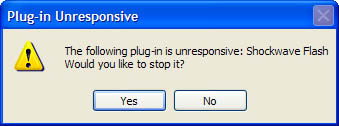 Plug-in Unresponsive
The following plug-in is unresponsive: Shockwave Flash
Would you like to stop it?
Yes No